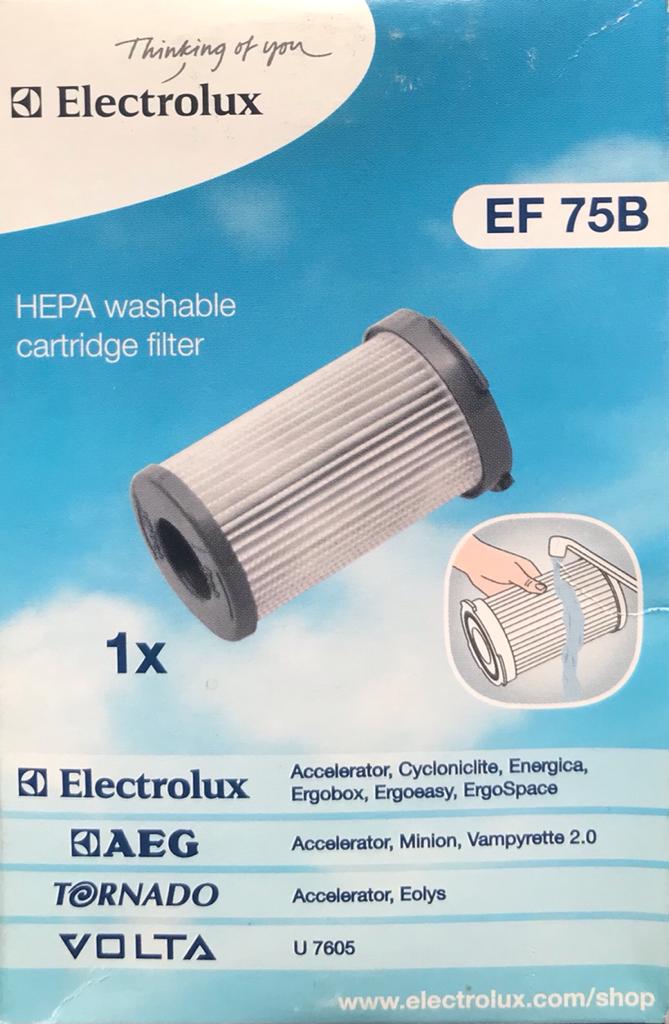 Thinking of you
Electrolux
EF 75B
HEPA washable
cartridge filter
1x
Electrolux
Accelerator, Cycloniclite, Energica,
Ergobox, Ergoeasy, ErgoSpace
AEG
Accelerator, Minion, Vampyrette 2.0
TORNADO
Accelerator, Eolys
VOLTA
U 7605
www.electrolux.com/shop